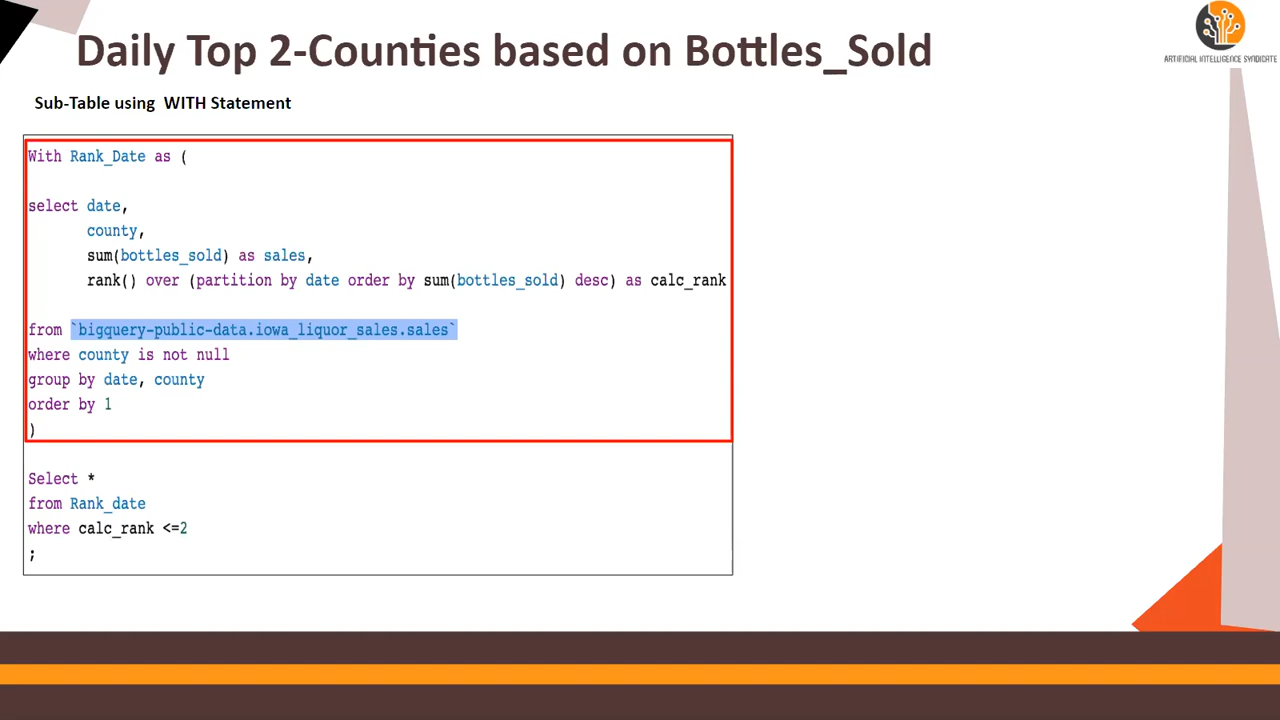 Daily Top 2-Counties based on Bottles_Sold
ARTIFICIAL INTELLIGENCE SYNDICATE
Sub-Table using WITH Statement
With Rank_Date as (
select date,
county,
sum(bottles_sold) as sales,
rank() over (partition by date order by sum(bottles_sold) desc) as calc_rank
from `bigquery-public-data.iowa_liquor_sales.sales`
where county is not null
group by date, county
order by 1
)
Select *
from Rank_date
where calc_rank <=2
;